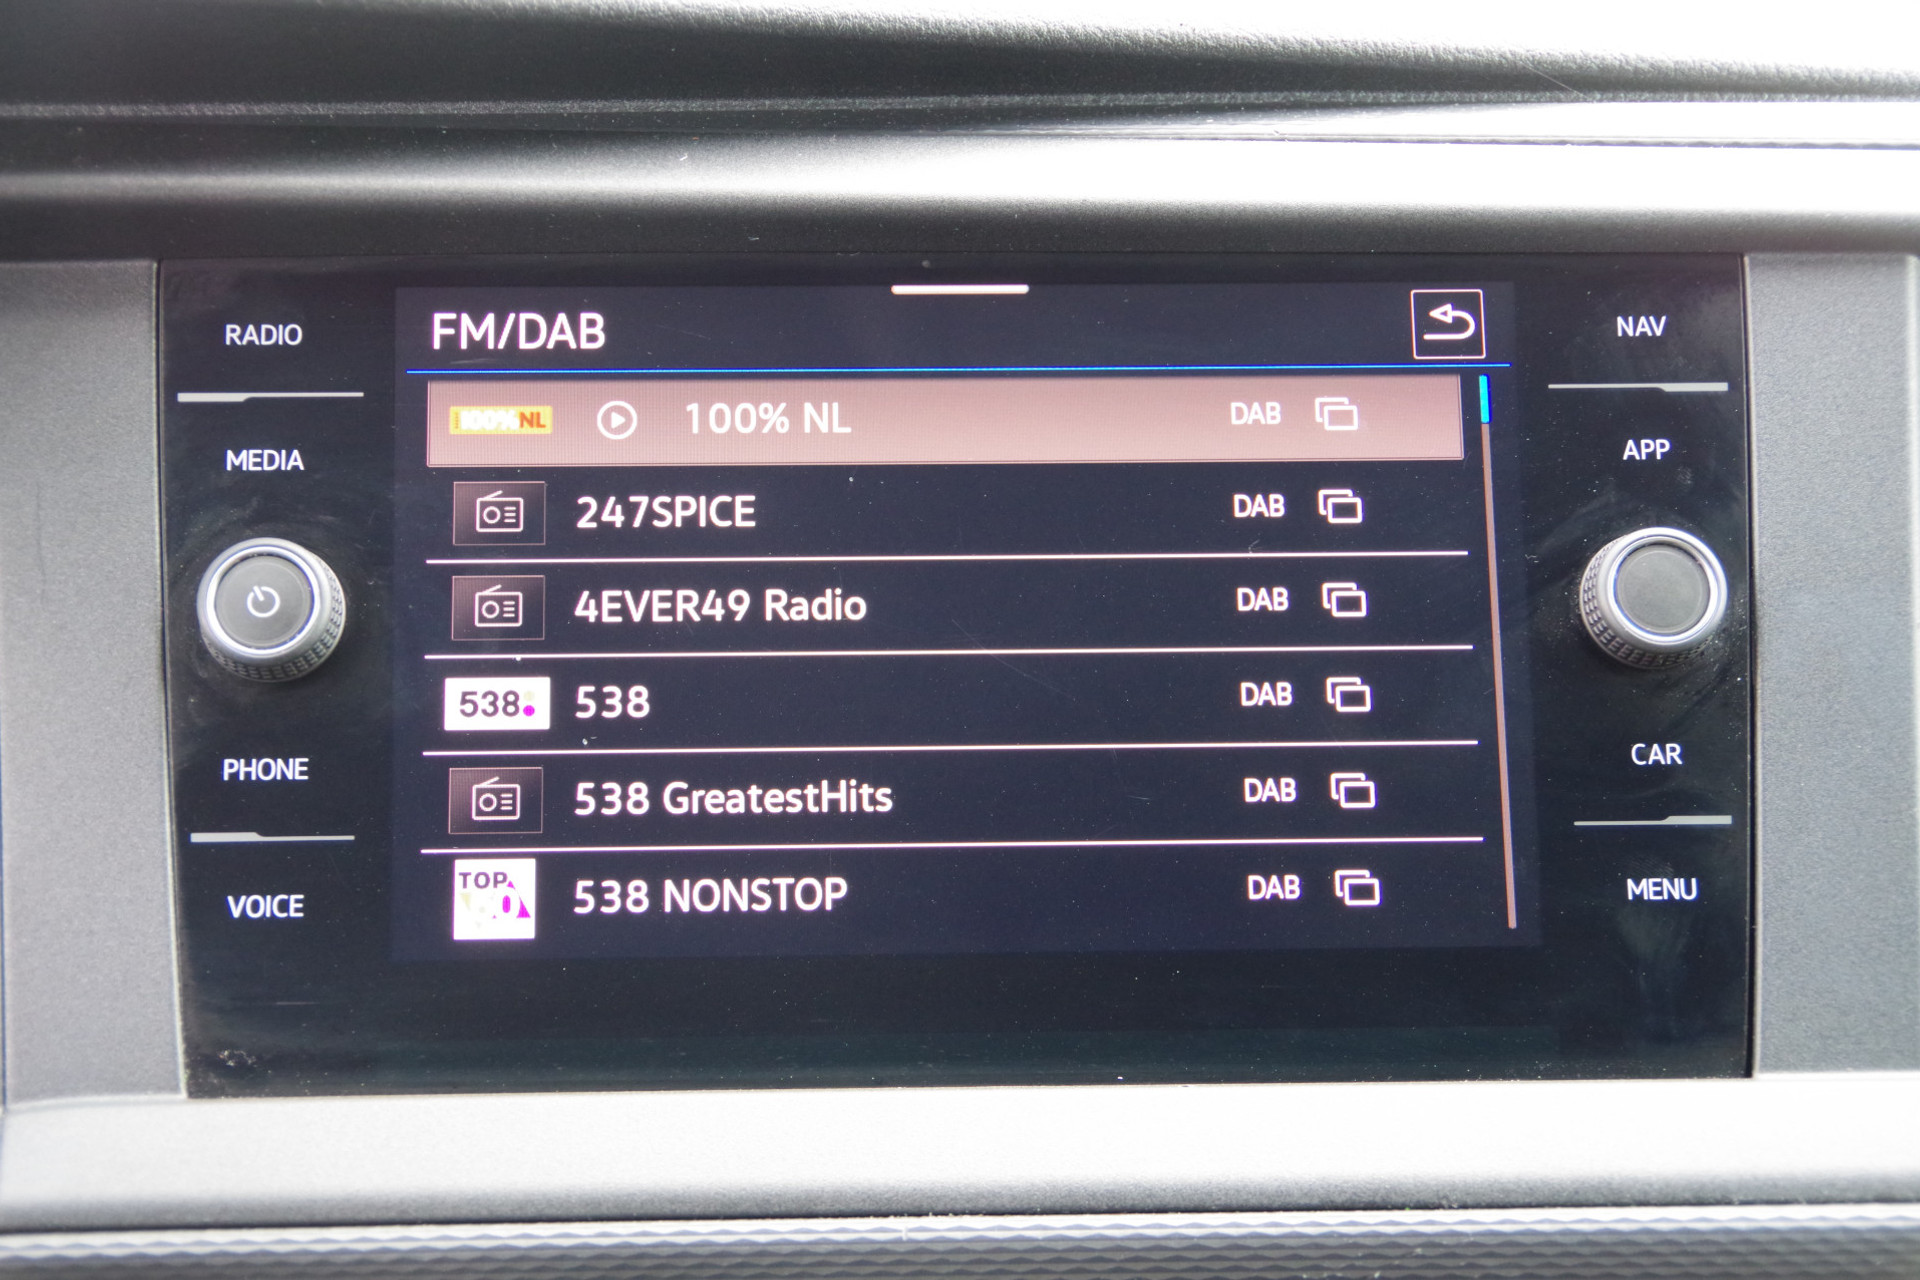 RADIO
MEDIA
PHONE
VOICE
FM/DAB
100% NL 100% NL DAB
247SPICE DAB
4EVER49 Radio DAB
538 538 DAB
538 GreatestHits DAB
TOP 538 NONSTOP DAB
NAV
APP
CAR
MENU